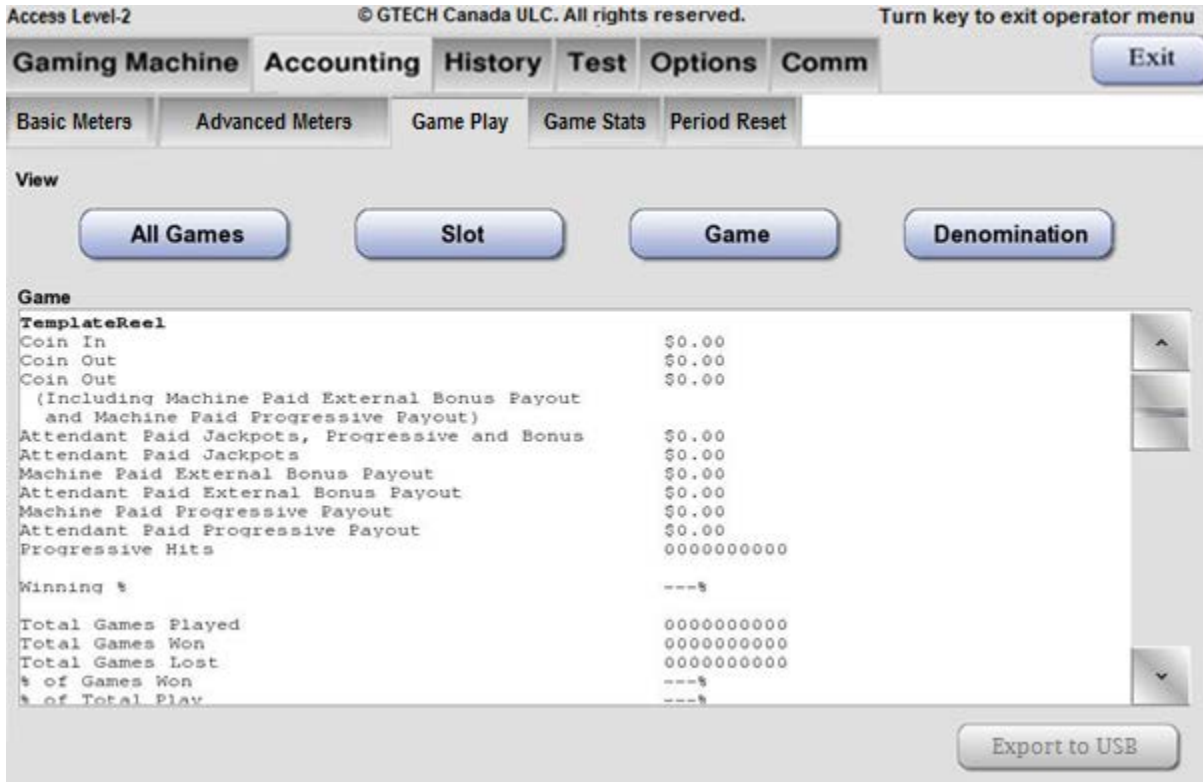 Access Level-2 © GTECH Canada ULC. All rights reserved. Turn key to exit operator menu
Gaming Machine Accounting History Test Options Comm Exit
Basic Meters Advanced Meters Game Play Game Stats Period Reset
View
All Games Slot Game Denomination
Game
TemplateReel
Coin In $0.00
Coin Out $0.00
Coin Out $0.00
(Including Machine Paid External Bonus Payout
and Machine Paid Progressive Payout)
Attendant Paid Jackpots, Progressive and Bonus $0.00
Attendant Paid Jackpots $0.00
Machine Paid External Bonus Payout $0.00
Attendant Paid External Bonus Payout $0.00
Machine Paid Progressive Payout $0.00
Attendant Paid Progressive Payout $0.00
Progressive Hits 0000000000
Winning % ---%
Total Games Played 0000000000
Total Games Won 0000000000
Total Games Lost 0000000000
% of Games Won ---%
% of Total Play ---%
Export to USB